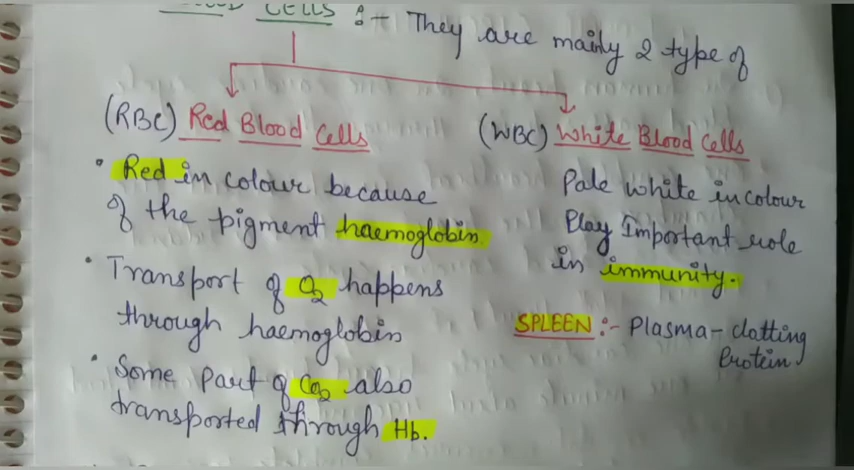 BLOOD CELLS :- They are mainly 2 type of
(RBC) Red Blood Cells
• Red in colour because
of the pigment haemoglobin.
• Transport of O2 happens
through haemoglobin
• Some part of CO2 also
transported through Hb.
(WBC) White Blood Cells
Pale white in colour
Play Important role
in immunity.
SPLEEN :- Plasma-clotting
Protein.